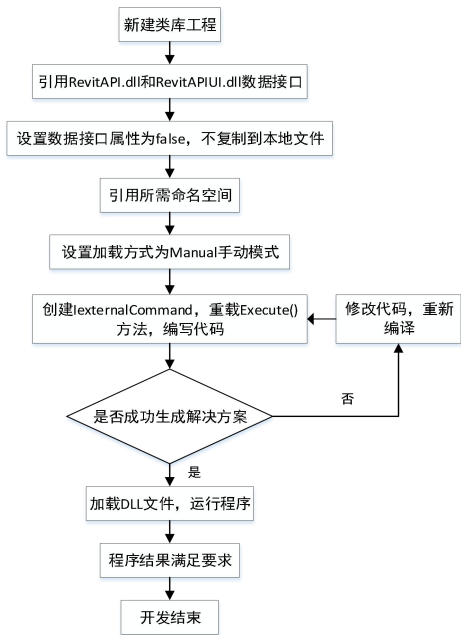 新建类库工程
引用RevitAPI.dll和RevitAPIUI.dll数据接口
设置数据接口属性为false，不复制到本地文件
引用所需命名空间
设置加载方式为Manual手动模式
创建IexternalCommand，重载Execute()
方法，编写代码
修改代码，重新
编译
是否成功生成解决方案
否
是
加载DLL文件，运行程序
程序结果满足要求
开发结束